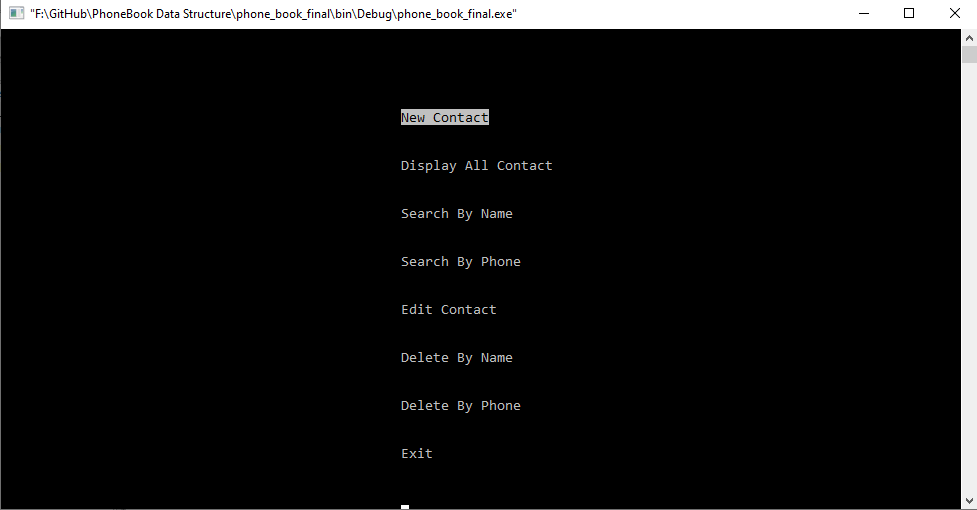 "F:\GitHub\PhoneBook Data Structure\phone_book_final\bin\Debug\phone_book_final.exe"
New Contact
Display All Contact
Search By Name
Search By Phone
Edit Contact
Delete By Name
Delete By Phone
Exit